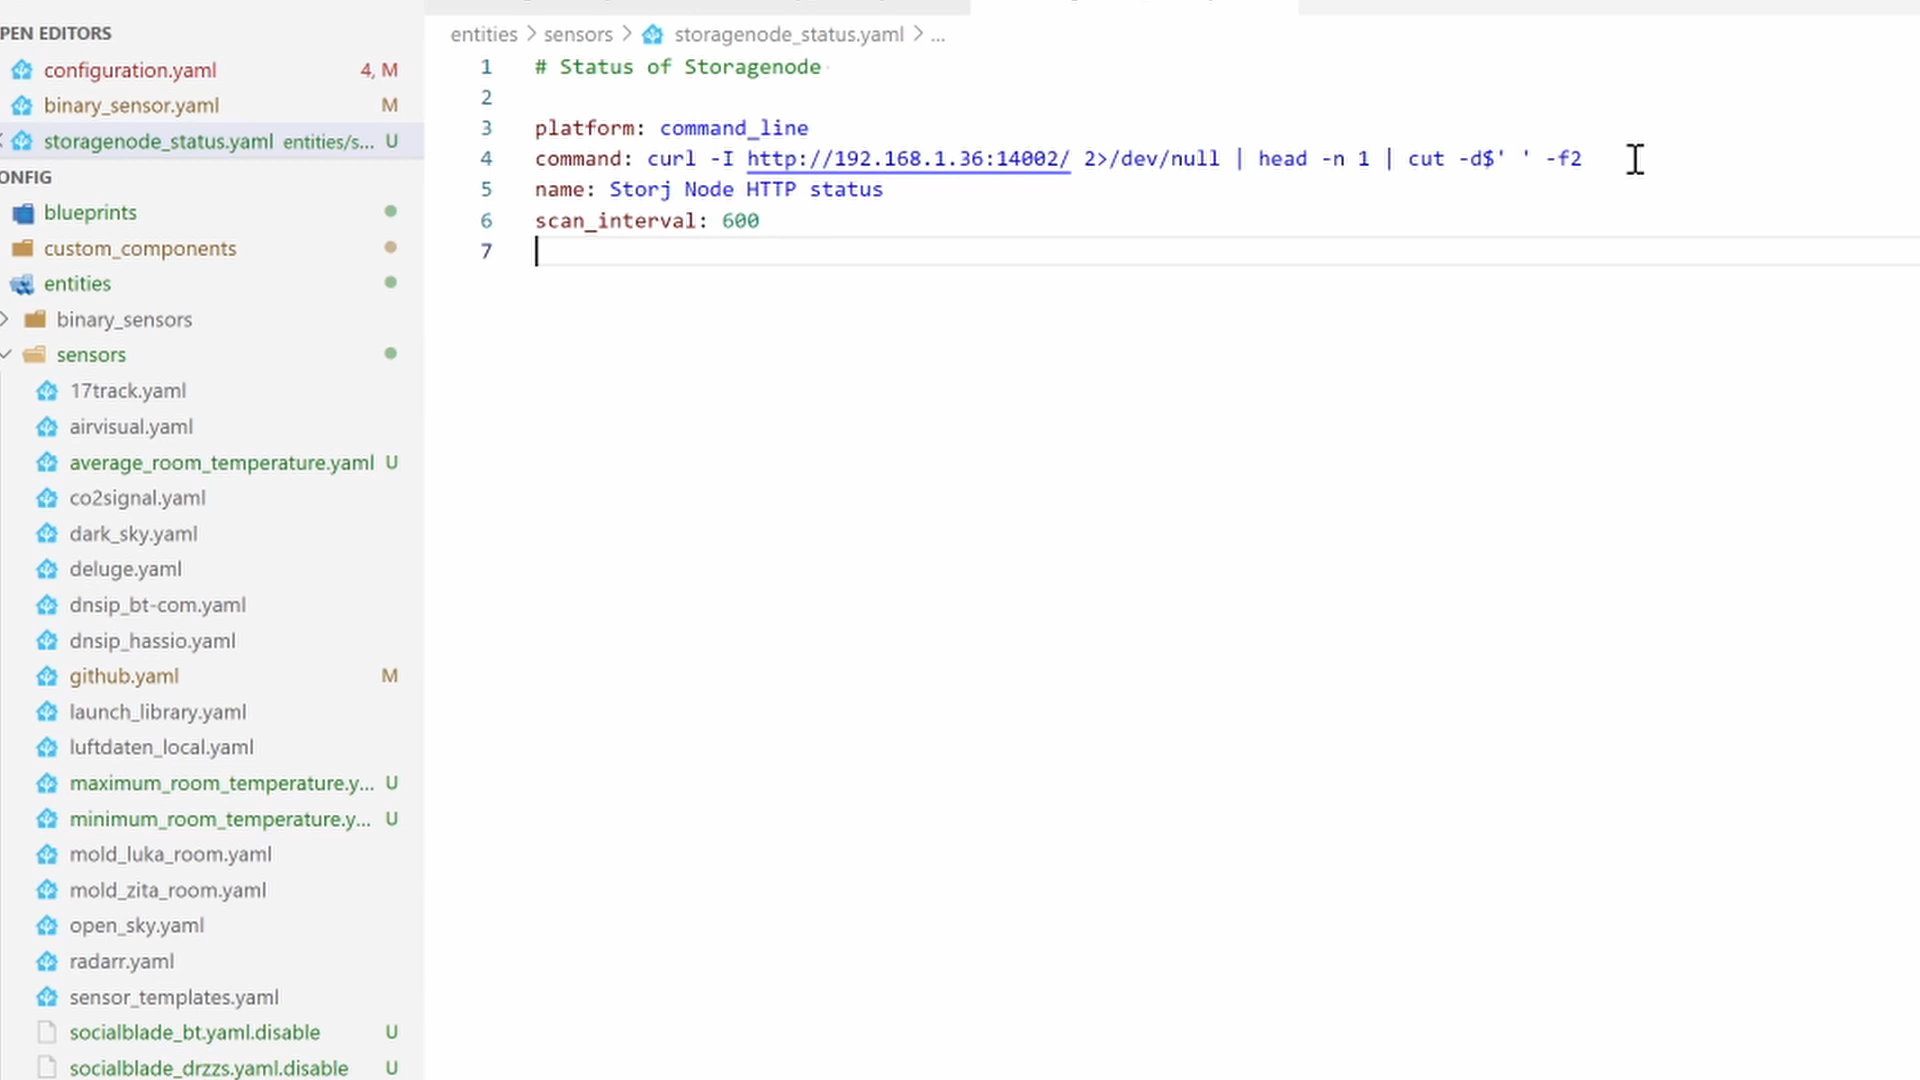 PEN EDITORS
configuration.yaml 4, M
binary_sensor.yaml M
storagenode_status.yaml entities/s... U
ONFIG
blueprints
custom_components
entities
binary_sensors
sensors
17track.yaml
airvisual.yaml
average_room_temperature.yaml U
co2signal.yaml
dark_sky.yaml
deluge.yaml
dnsip_bt-com.yaml
dnsip_hassio.yaml
github.yaml M
launch_library.yaml
luftdaten_local.yaml
maximum_room_temperature.y... U
minimum_room_temperature.y... U
mold_luka_room.yaml
mold_zita_room.yaml
open_sky.yaml
radarr.yaml
sensor_templates.yaml
socialblade_bt.yaml.disable U
socialblade_drzzs.yaml.disable U
entities > sensors > storagenode_status.yaml > ...
1 # Status of Storagenode
2
3 platform: command_line
4 command: curl -I http://192.168.1.36:14002/ 2>/dev/null | head -n 1 | cut -d$' ' -f2
5 name: Storj Node HTTP status
6 scan_interval: 600
7